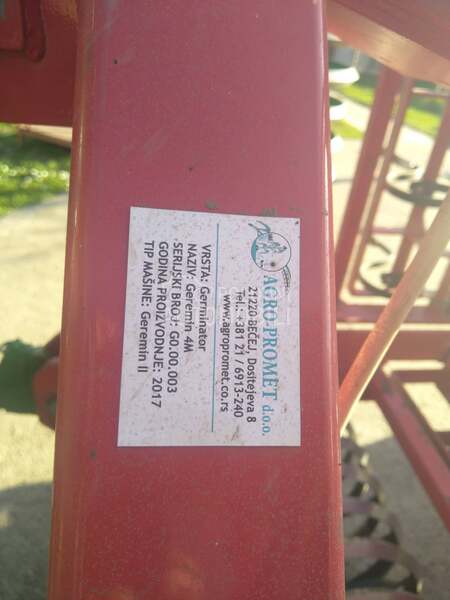 AGRO-PROMET d.o.o.
21220 BEČEJ, Dositejeva 8
Tel.: +381 21 / 6913-240
www.agropromet.co.rs
VRSTA: Germinator
NAZIV: Geremin 4M
SERIJSKI BROJ: G0.00.003
GODINA PROIZVODNJE: 2017
TIP MAŠINE: Geremin II